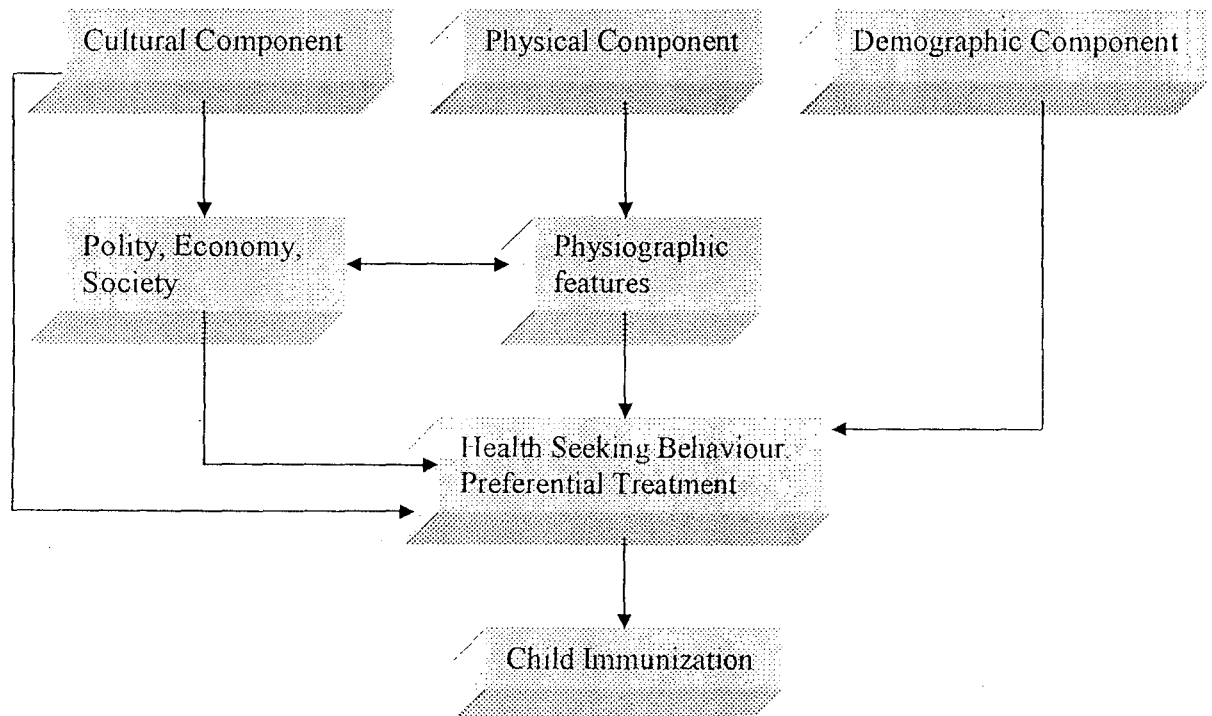 Cultural Component
Physical Component
Demographic Component
Polity, Economy,
Society
Physiographic
features
Health Seeking Behaviour,
Preferential Treatment
Child Immunization